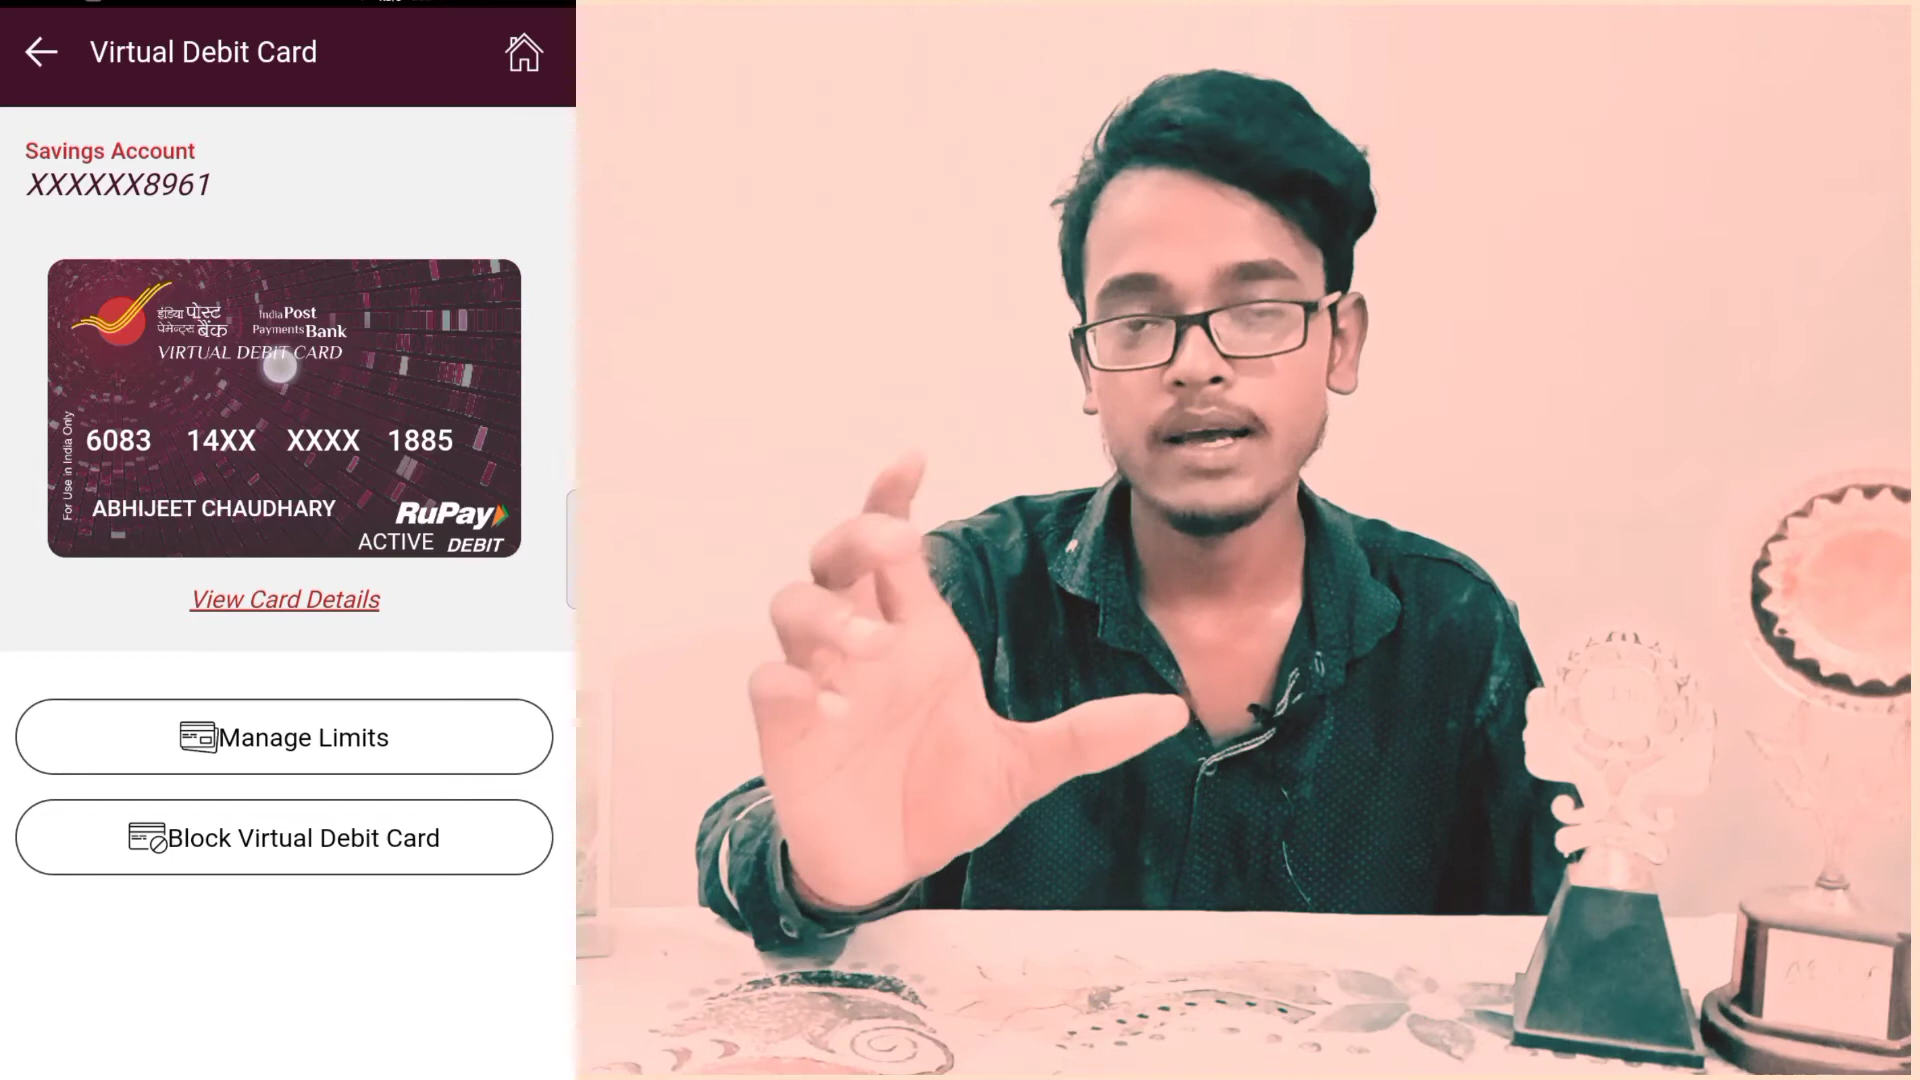 Virtual Debit Card
Savings Account
XXXXXX8961
इंडिया पोस्ट
पेमेन्ट्स बैंक
India Post
Payments Bank
VIRTUAL DEBIT CARD
For Use in India Only
6083 14XX XXXX 1885
ABHIJEET CHAUDHARY
RuPay
ACTIVE DEBIT
View Card Details
Manage Limits
Block Virtual Debit Card